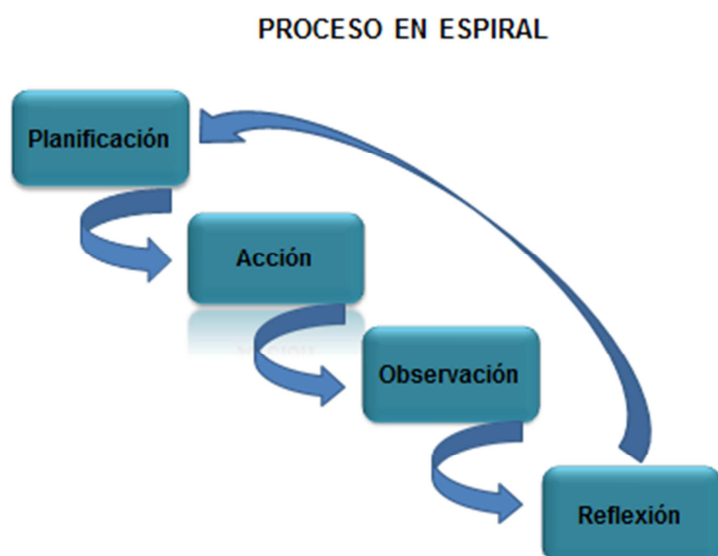 PROCESO EN ESPIRAL
Planificación
Acción
Observación
Reflexión